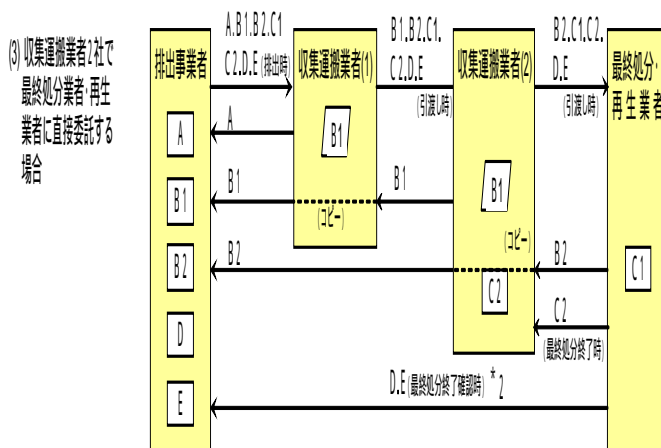 (3) 収集運搬業者2社で
最終処分業者・再生
業者に直接委託する
場合
排出事業者
A.B1.B2.C1
C2.D.E (排出時)
収集運搬業者(1)
B1.B2.C1.
C2.D.E
(引渡し時)
収集運搬業者(2)
B2.C1.C2.
D.E
(引渡し時)
最終処分・
再生業者
A
A
B1
B1
B1
B1
(コピー)
B1
B2
B2
(コピー)
B2
C1
C2
C2
(最終処分終了時)
D
D.E (最終処分終了確認時) *2
E